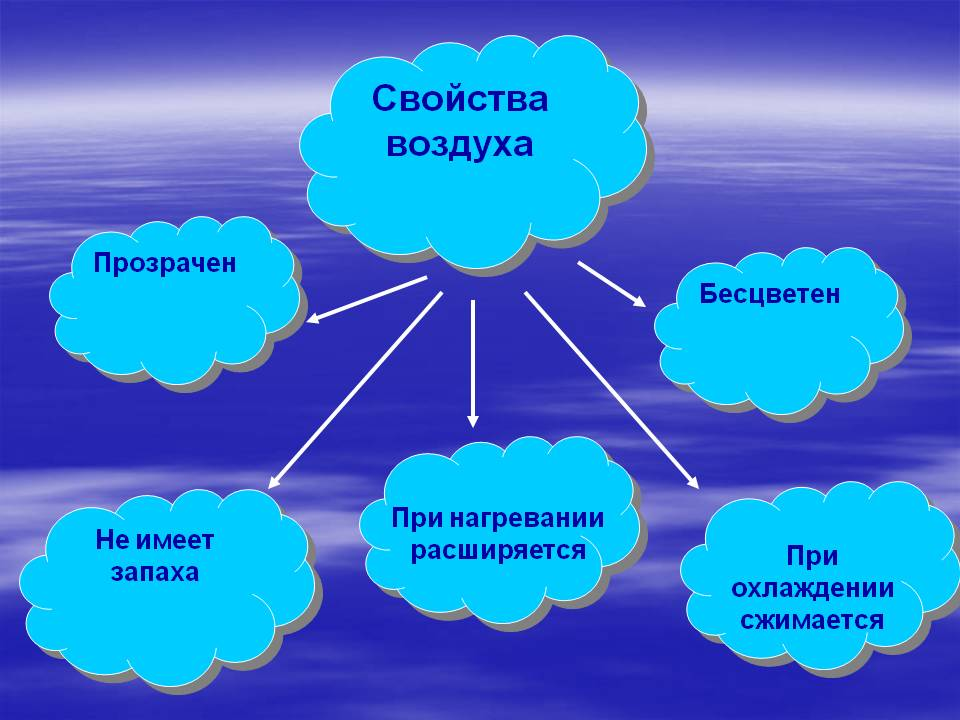 Свойства
воздуха
Прозрачен
Бесцветен
Не имеет
запаха
При нагревании
расширяется
При
охлаждении
сжимается